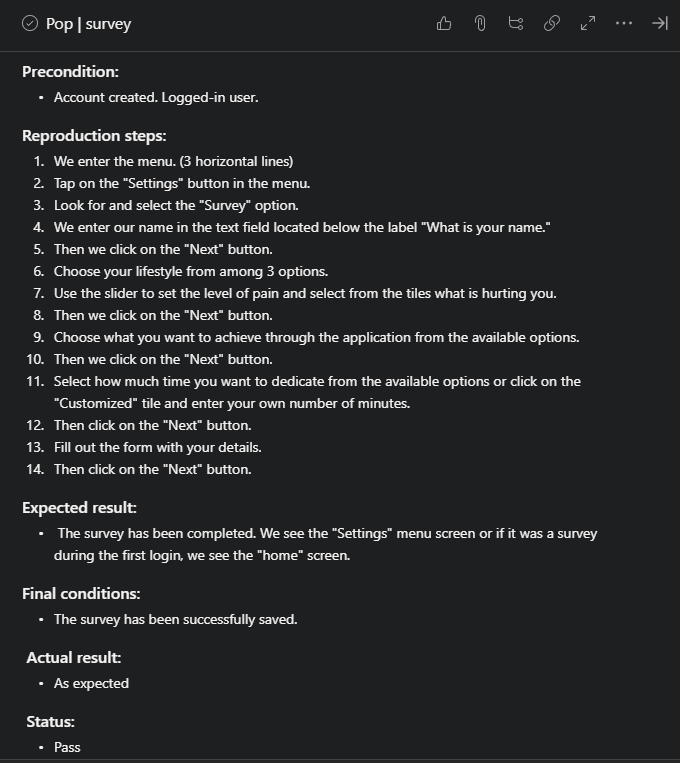 Pop | survey
Precondition:
• Account created. Logged-in user.
Reproduction steps:
1. We enter the menu. (3 horizontal lines)
2. Tap on the "Settings" button in the menu.
3. Look for and select the "Survey" option.
4. We enter our name in the text field located below the label "What is your name."
5. Then we click on the "Next" button.
6. Choose your lifestyle from among 3 options.
7. Use the slider to set the level of pain and select from the tiles what is hurting you.
8. Then we click on the "Next" button.
9. Choose what you want to achieve through the application from the available options.
10. Then we click on the "Next" button.
11. Select how much time you want to dedicate from the available options or click on the
"Customized" tile and enter your own number of minutes.
12. Then click on the "Next" button.
13. Fill out the form with your details.
14. Then click on the "Next" button.
Expected result:
• The survey has been completed. We see the "Settings" menu screen or if it was a survey
during the first login, we see the "home" screen.
Final conditions:
• The survey has been successfully saved.
Actual result:
• As expected
Status:
• Pass